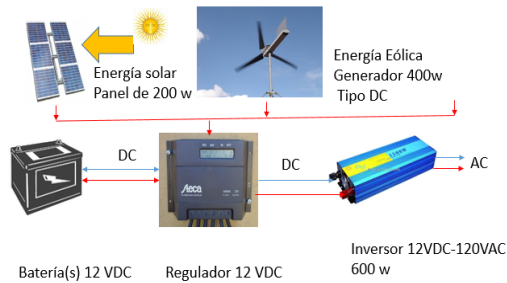 Energía solar
Panel de 200 w
Energía Eólica
Generador 400w
Tipo DC
DC
DC
AC
Steca
Batería(s) 12 VDC
Regulador 12 VDC
Inversor 12VDC-120VAC
600 w